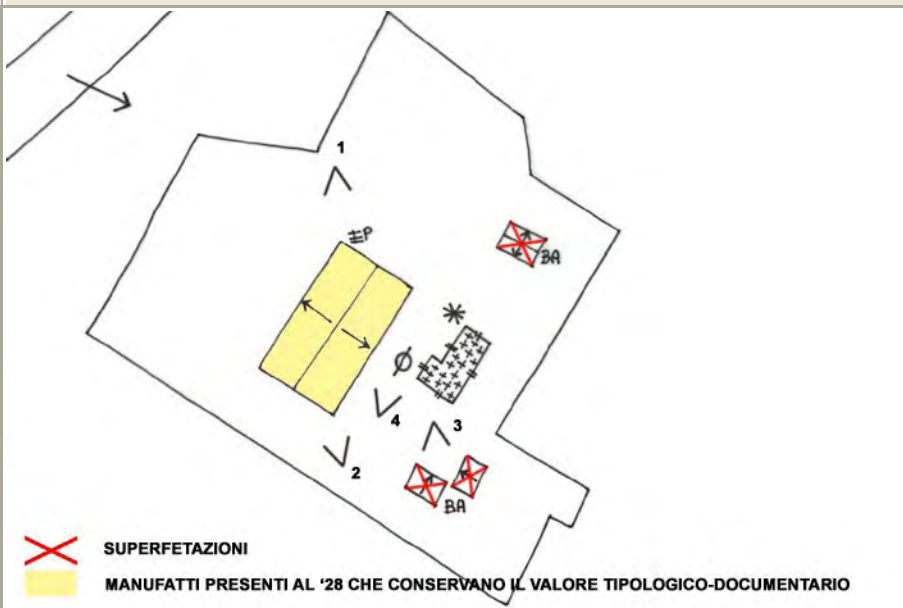 1
#P
BA
4
3
2
BA
SUPERFETAZIONI
MANUFATTI PRESENTI AL '28 CHE CONSERVANO IL VALORE TIPOLOGICO-DOCUMENTARIO